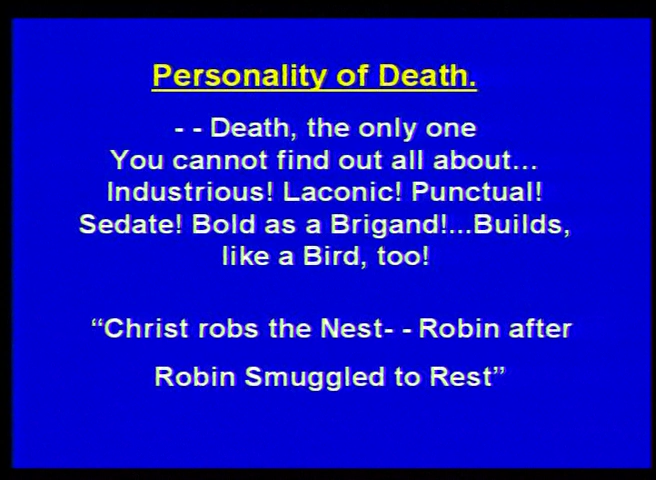 Personality of Death.
- - Death, the only one
You cannot find out all about...
Industrious! Laconic! Punctual!
Sedate! Bold as a Brigand!...Builds,
like a Bird, too!
“Christ robs the Nest- - Robin after
Robin Smuggled to Rest”